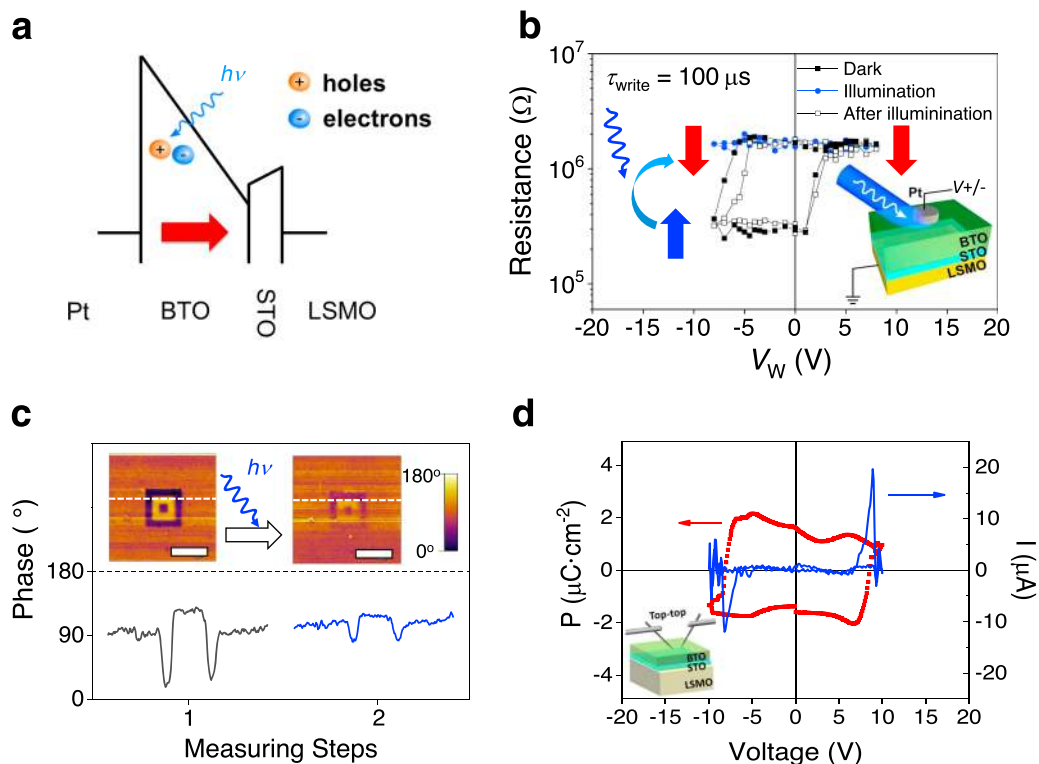 a
hν
+ holes
- electrons
+
-
Pt
BTO
STO
LSMO
b
10⁷
10⁶
10⁵
Resistance (Ω)
τwrite = 100 μs
Dark
Illumination
After illuminination
Pt
V+/-
BTO
STO
LSMO
-20 -15 -10 -5 0 5 10 15 20
VW (V)
c
hν
180º
0º
180
90
0
Phase (°)
1 2
Measuring Steps
d
4
2
0
-2
-4
P (μC·cm⁻²)
20
10
0
-10
-20
I (μA)
Top-top
BTO
STO
LSMO
-20 -15 -10 -5 0 5 10 15 20
Voltage (V)